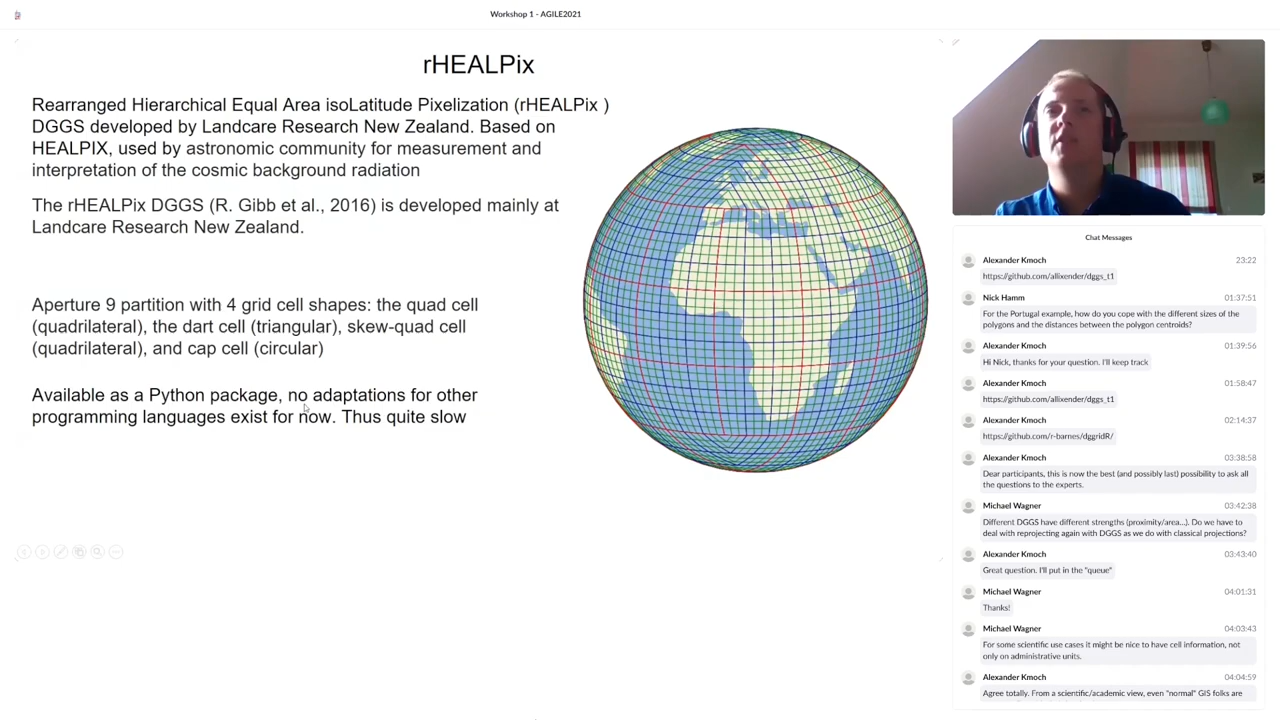 Workshop 1 - AGILE2021
rHEALPix
Rearranged Hierarchical Equal Area isoLatitude Pixelization (rHEALPix )
DGGS developed by Landcare Research New Zealand. Based on
HEALPIX, used by astronomic community for measurement and
interpretation of the cosmic background radiation
The rHEALPix DGGS (R. Gibb et al., 2016) is developed mainly at
Landcare Research New Zealand.
Aperture 9 partition with 4 grid cell shapes: the quad cell
(quadrilateral), the dart cell (triangular), skew-quad cell
(quadrilateral), and cap cell (circular)
Available as a Python package, no adaptations for other
programming languages exist for now. Thus quite slow
Chat Messages
Alexander Kmoch 23:22
https://github.com/allixender/dggs_t1
Nick Hamm 01:37:51
For the Portugal example, how do you cope with the different sizes of the
polygons and the distances between the polygon centroids?
Alexander Kmoch 01:39:56
Hi Nick, thanks for your question. I'll keep track
Alexander Kmoch 01:58:47
https://github.com/allixender/dggs_t1
Alexander Kmoch 02:14:37
https://github.com/r-barnes/dggridR/
Alexander Kmoch 03:38:58
Dear participants, this is now the best (and possibly last) possibility to ask all
the questions to the experts.
Michael Wagner 03:42:38
Different DGGS have different strengths (proximity/area...). Do we have to
deal with reprojecting again with DGGS as we do with classical projections?
Alexander Kmoch 03:43:40
Great question. I'll put in the "queue"
Michael Wagner 04:01:31
Thanks!
Michael Wagner 04:03:43
For some scientific use cases it might be nice to have cell information, not
only on administrative units.
Alexander Kmoch 04:04:59
Agree totally. From a scientific/academic view, even "normal" GIS folks are